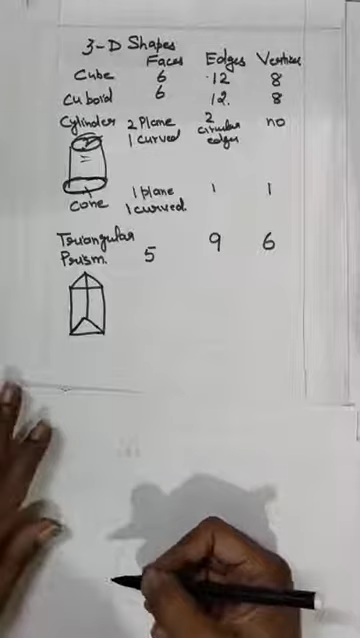 3-D Shapes
Faces Edges Vertices
Cube 6 12 8
Cuboid 6 12. 8
Cylinder 2 Plane 2 no
1 curved circular
edges
Cone 1 plane 1 1
1 curved.
Triangular
Prism. 5 9 6